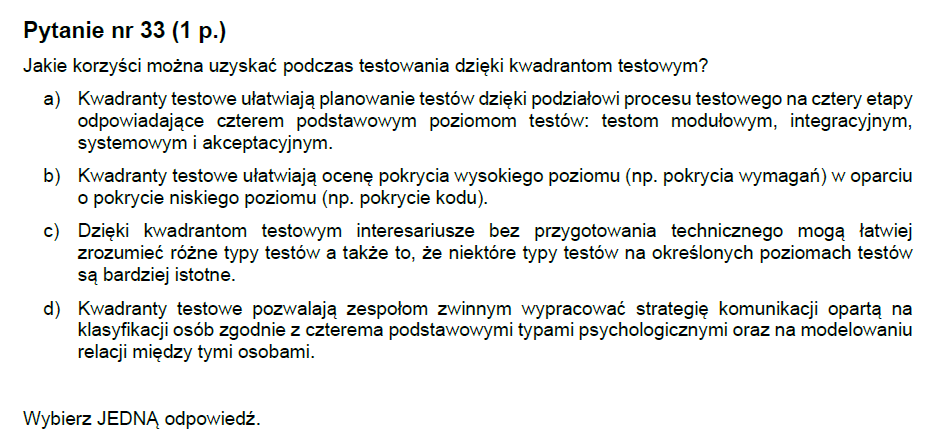 Pytanie nr 33 (1 p.)
Jakie korzyści można uzyskać podczas testowania dzięki kwadrantom testowym?
a) Kwadranty testowe ułatwiają planowanie testów dzięki podziałowi procesu testowego na cztery etapy
odpowiadające czterem podstawowym poziomom testów: testom modułowym, integracyjnym,
systemowym i akceptacyjnym.
b) Kwadranty testowe ułatwiają ocenę pokrycia wysokiego poziomu (np. pokrycia wymagań) w oparciu
o pokrycie niskiego poziomu (np. pokrycie kodu).
c) Dzięki kwadrantom testowym interesariusze bez przygotowania technicznego mogą łatwiej
zrozumieć różne typy testów a także to, że niektóre typy testów na określonych poziomach testów
są bardziej istotne.
d) Kwadranty testowe pozwalają zespołom zwinnym wypracować strategię komunikacji opartą na
klasyfikacji osób zgodnie z czterema podstawowymi typami psychologicznymi oraz na modelowaniu
relacji między tymi osobami.
Wybierz JEDNĄ odpowiedź.